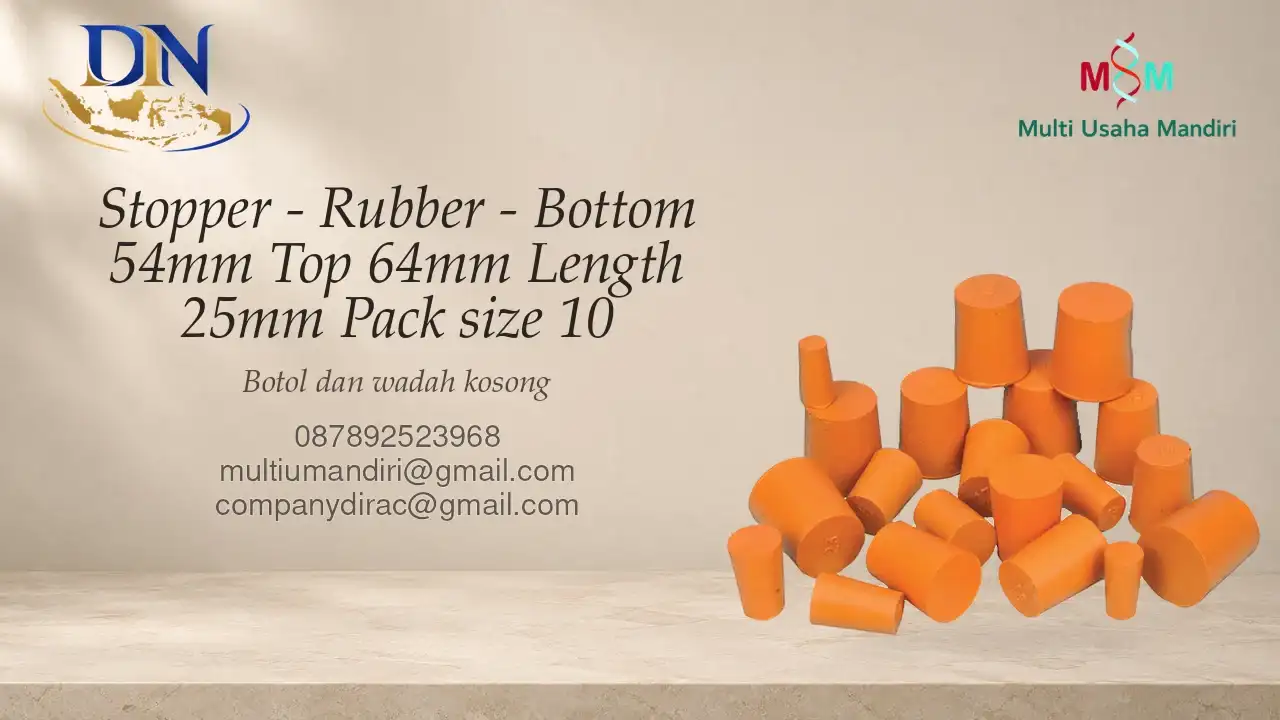 DIN
MSM
Multi Usaha Mandiri
Stopper - Rubber - Bottom
54mm Top 64mm Length
25mm Pack size 10
Botol dan wadah kosong
087892523968
multiumandiri@gmail.com
companydirac@gmail.com